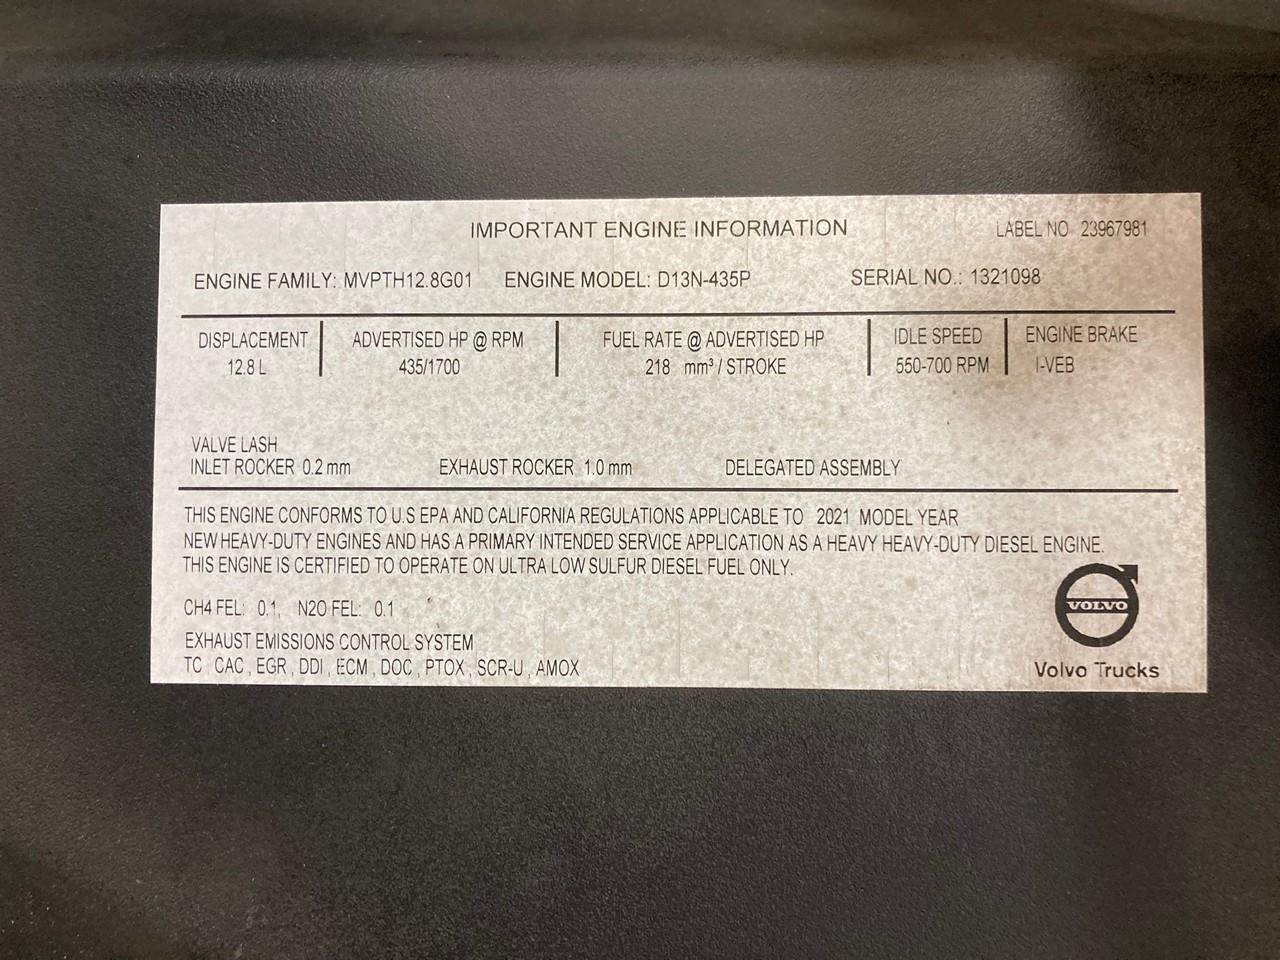 IMPORTANT ENGINE INFORMATION LABEL NO 23967981
ENGINE FAMILY: MVPTH12.8G01 ENGINE MODEL: D13N-435P SERIAL NO.: 1321098
DISPLACEMENT ADVERTISED HP @ RPM FUEL RATE @ ADVERTISED HP IDLE SPEED ENGINE BRAKE
12.8 L 435/1700 218 mm³ / STROKE 550-700 RPM I-VEB
VALVE LASH
INLET ROCKER 0.2 mm EXHAUST ROCKER 1.0 mm DELEGATED ASSEMBLY
THIS ENGINE CONFORMS TO U.S EPA AND CALIFORNIA REGULATIONS APPLICABLE TO 2021 MODEL YEAR
NEW HEAVY-DUTY ENGINES AND HAS A PRIMARY INTENDED SERVICE APPLICATION AS A HEAVY HEAVY-DUTY DIESEL ENGINE.
THIS ENGINE IS CERTIFIED TO OPERATE ON ULTRA LOW SULFUR DIESEL FUEL ONLY.
CH4 FEL: 0.1, N2O FEL: 0.1
EXHAUST EMISSIONS CONTROL SYSTEM
TC CAC, EGR, DDI, ECM, DOC, PTOX, SCR-U, AMOX
VOLVO
Volvo Trucks